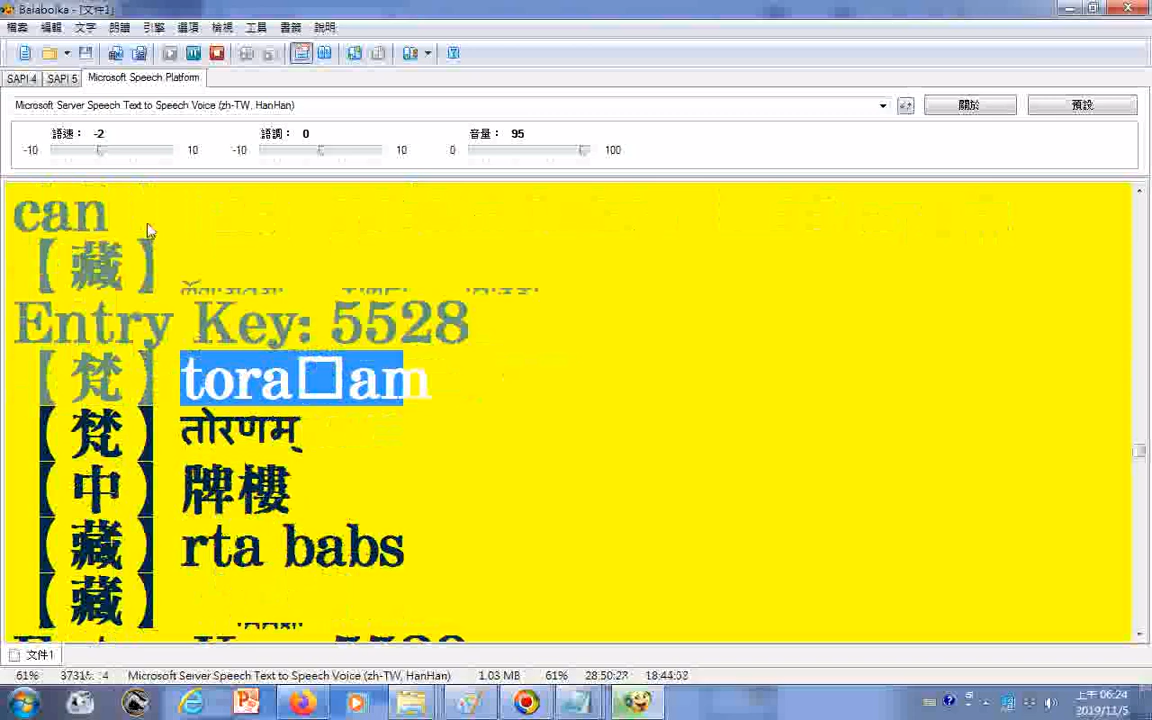 Balabolka - [文件1]
檔案 編輯 文字 朗讀 引擎 選項 檢視 工具 書籤 說明
SAPI 4 SAPI 5 Microsoft Speech Platform
Microsoft Server Speech Text to Speech Voice (zh-TW, HanHan) 關於 預設
語速： -2 語調： 0 音量： 95
-10 10 -10 10 0 100
can
【藏】
Entry Key: 5528
【梵】 tora□am
【梵】 तोरणम्
【中】 牌樓
【藏】 rta babs
【藏】
文件1
61% Microsoft Server Speech Text to Speech Voice (zh-TW, HanHan) 1.03 MB 61% 28:50:23 18:44:53
上午 06:24
2019/11/5